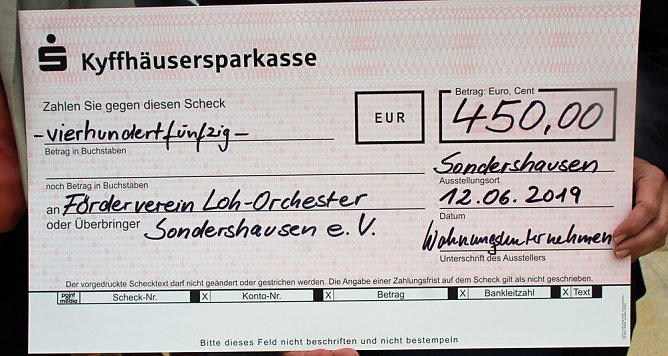 Kyffhäusersparkasse
Zahlen Sie gegen diesen Scheck
-vierhundertfünfzig-
Betrag in Buchstaben
EUR
Betrag: Euro, Cent
450,00
noch Betrag in Buchstaben
Sondershausen
Ausstellungsort
an Förderverein Loh-Orchester
12.06.2019
Datum
oder Überbringer Sondershausen e.V.
Wohnungsunternehmen
Unterschrift des Ausstellers
Der vorgedruckte Schecktext darf nicht geändert oder gestrichen werden. Die Angabe einer Zahlungsfrist auf dem Scheck gilt als nicht geschrieben.
point media Scheck-Nr. X Konto-Nr. X Betrag X Bankleitzahl X Text
Bitte dieses Feld nicht beschriften und nicht bestempeln